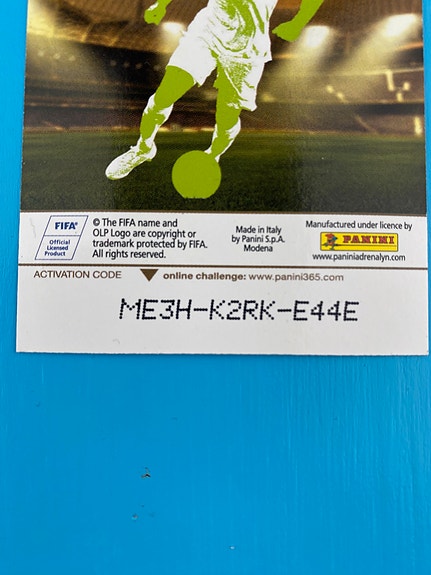 FIFA®
Official
Licensed
Product
© The FIFA name and
OLP Logo are copyright or
trademark protected by FIFA.
All rights reserved.
Made in Italy
by Panini S.p.A.
Modena
Manufactured under licence by
PANINI
www.paniniadrenalyn.com
ACTIVATION CODE
online challenge: www.panini365.com
ME3H-K2RK-E44E